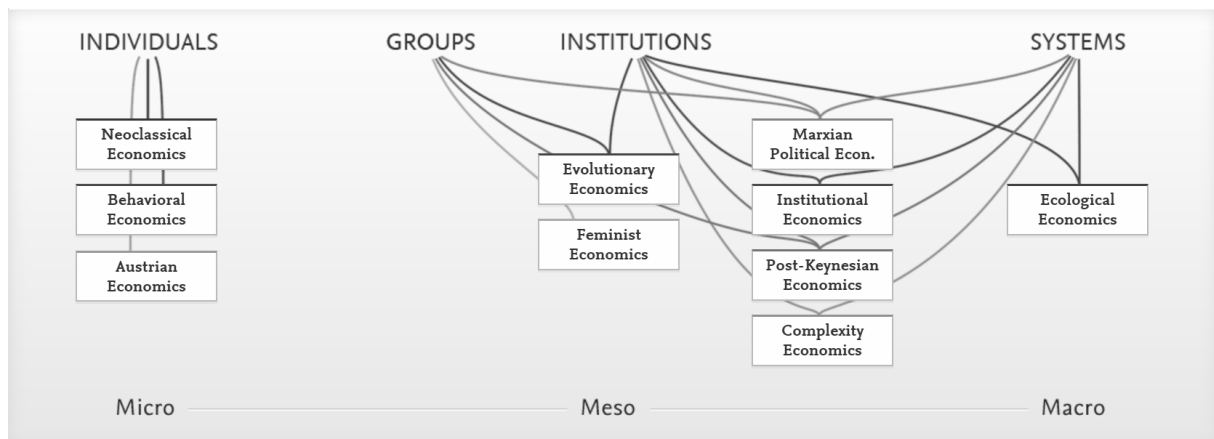 INDIVIDUALS
GROUPS
INSTITUTIONS
SYSTEMS
Neoclassical
Economics
Behavioral
Economics
Austrian
Economics
Evolutionary
Economics
Feminist
Economics
Marxian
Political Econ.
Institutional
Economics
Post-Keynesian
Economics
Complexity
Economics
Ecological
Economics
Micro
Meso
Macro